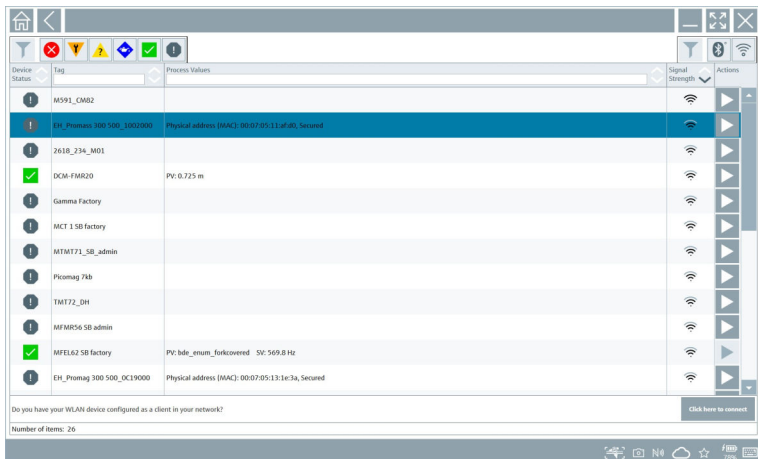 Device Status
Tag
Process Values
Signal Strength
Actions
M591_CM82
EH_Promass 300 500_1002000 Physical address (MAC): 00:07:05:11:af:d0, Secured
2618_234_M01
DCM-FMR20 PV: 0.725 m
Gamma Factory
MCT 1 SB factory
MTMT71_SB_admin
Picomag 7kb
TMT72_DH
MFMR56 SB admin
MFEL62 SB factory PV: bde_enum_forkcovered SV: 569.8 Hz
EH_Promag 300 500_0C19000 Physical address (MAC): 00:07:05:13:1e:3a, Secured
Do you have your WLAN device configured as a client in your network? Click here to connect
Number of items: 26